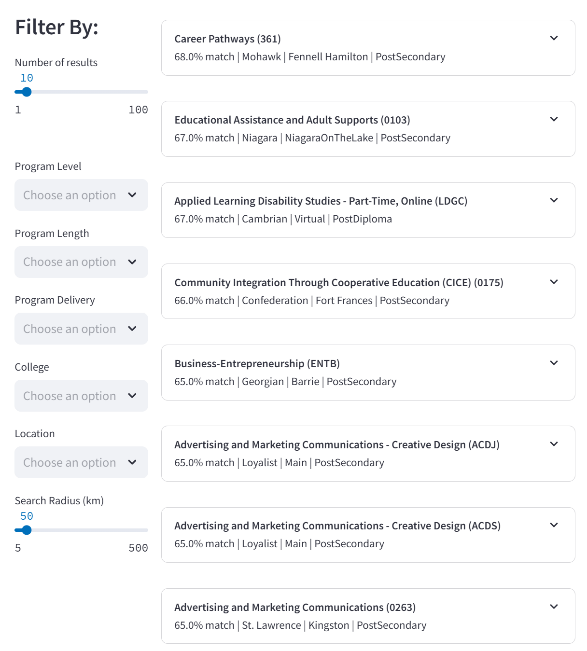 Filter By:
Number of results
10
1 100
Program Level
Choose an option
Program Length
Choose an option
Program Delivery
Choose an option
College
Choose an option
Location
Choose an option
Search Radius (km)
50
5 500
Career Pathways (361)
68.0% match | Mohawk | Fennell Hamilton | PostSecondary
Educational Assistance and Adult Supports (0103)
67.0% match | Niagara | NiagaraOnTheLake | PostSecondary
Applied Learning Disability Studies - Part-Time, Online (LDGC)
67.0% match | Cambrian | Virtual | PostDiploma
Community Integration Through Cooperative Education (CICE) (0175)
66.0% match | Confederation | Fort Frances | PostSecondary
Business-Entrepreneurship (ENTB)
65.0% match | Georgian | Barrie | PostSecondary
Advertising and Marketing Communications - Creative Design (ACDJ)
65.0% match | Loyalist | Main | PostSecondary
Advertising and Marketing Communications - Creative Design (ACDS)
65.0% match | Loyalist | Main | PostSecondary
Advertising and Marketing Communications (0263)
65.0% match | St. Lawrence | Kingston | PostSecondary